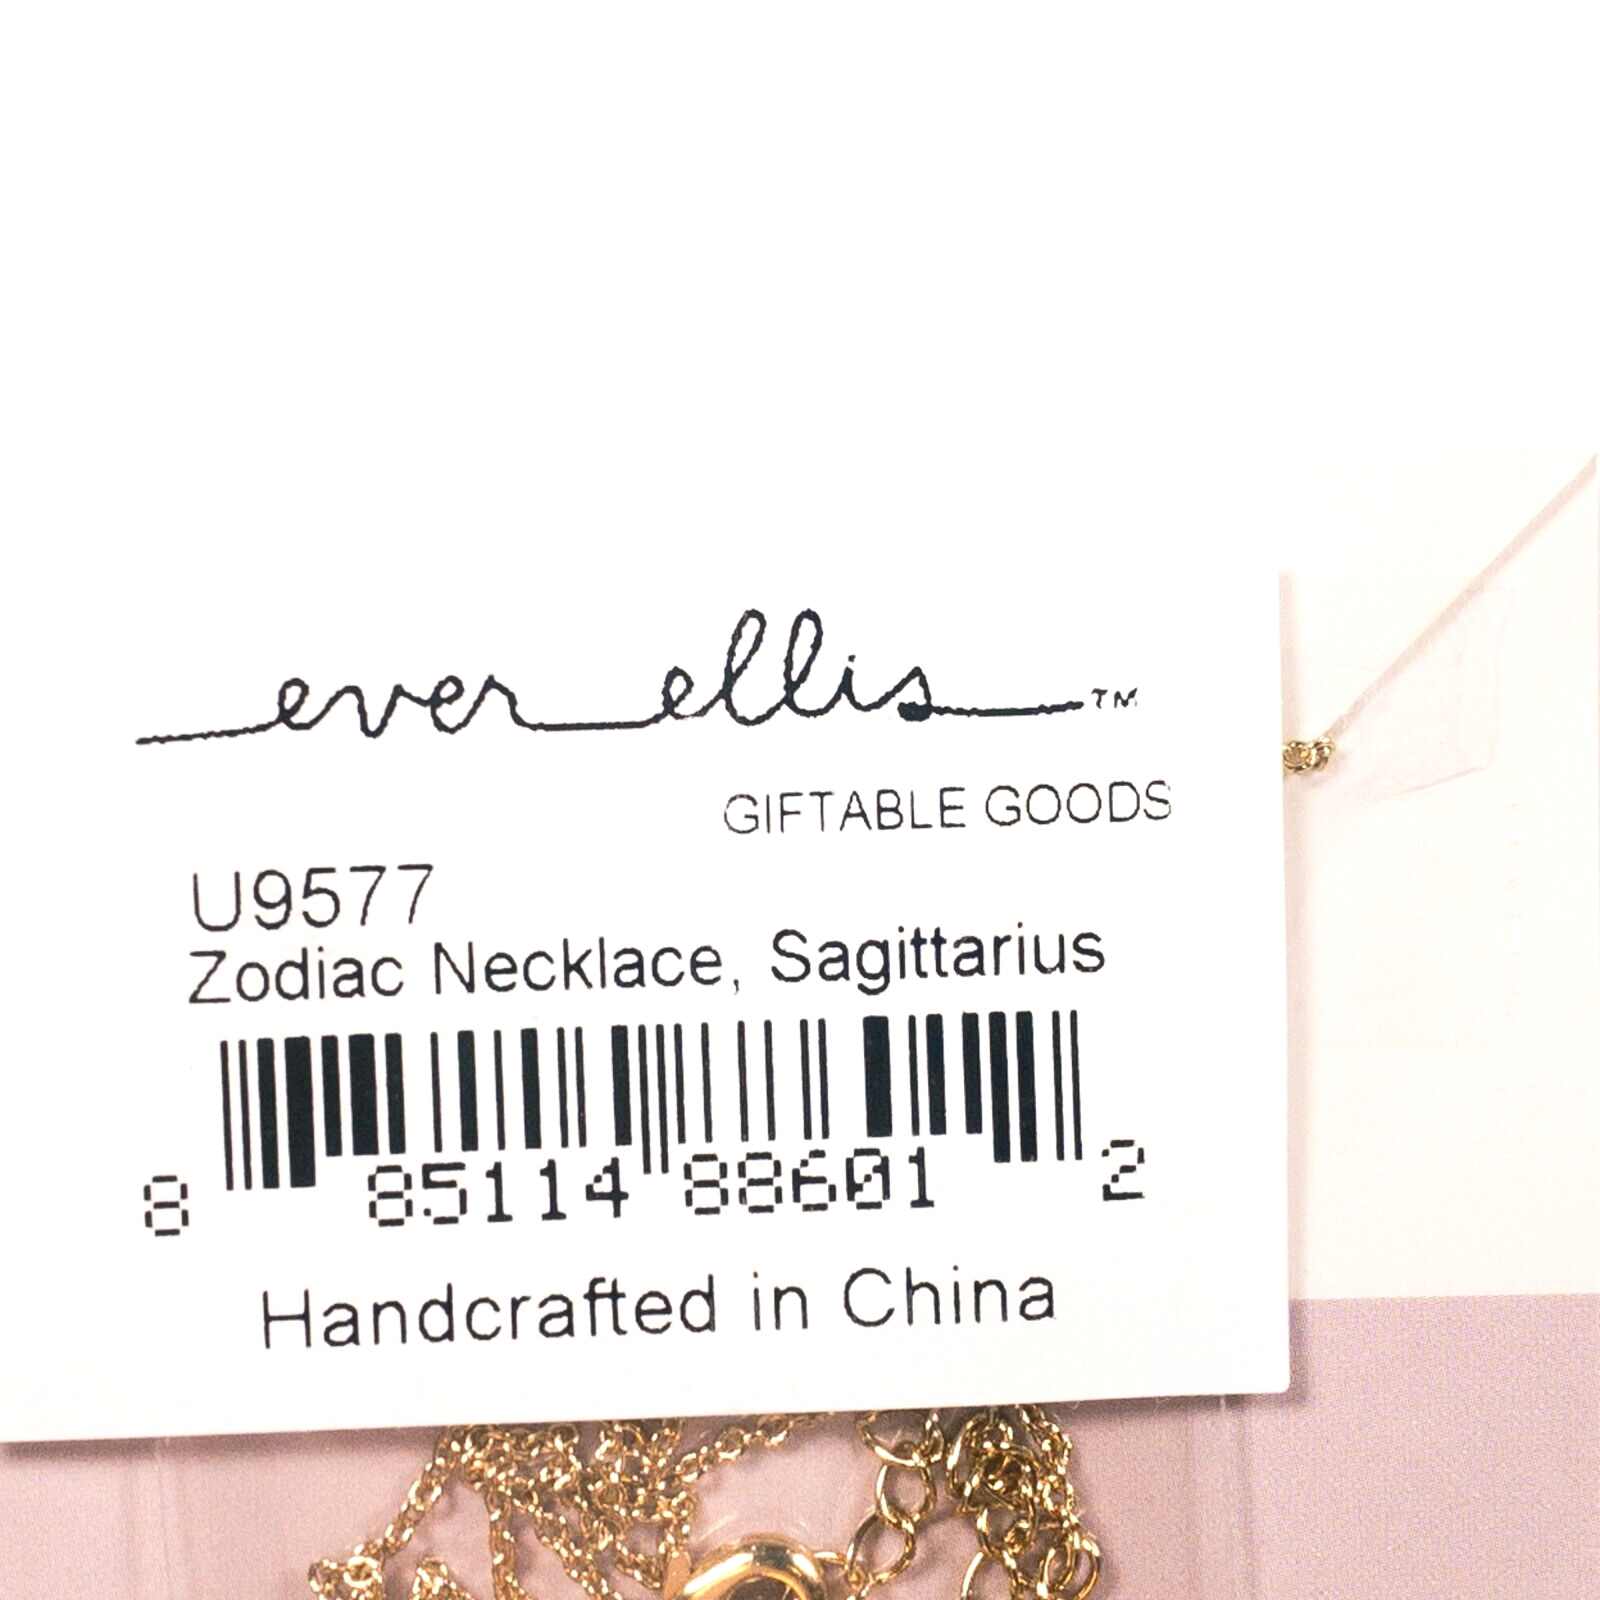 ever ellis™
GIFTABLE GOODS
U9577
Zodiac Necklace, Sagittarius
8 85114 88601 2
Handcrafted in China